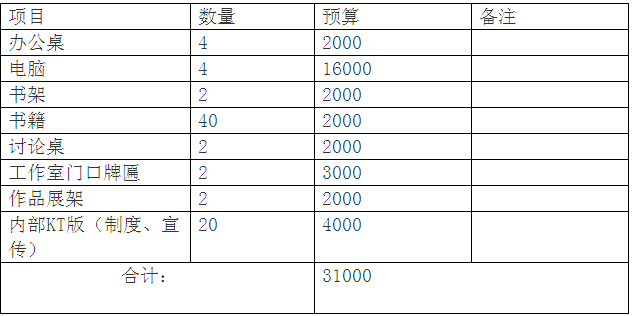 项目 数量 预算 备注
办公桌 4 2000
电脑 4 16000
书架 2 2000
书籍 40 2000
讨论桌 2 2000
工作室门口牌匾 2 3000
作品展架 2 2000
内部KT版（制度、宣 20 4000
传）
合计： 31000